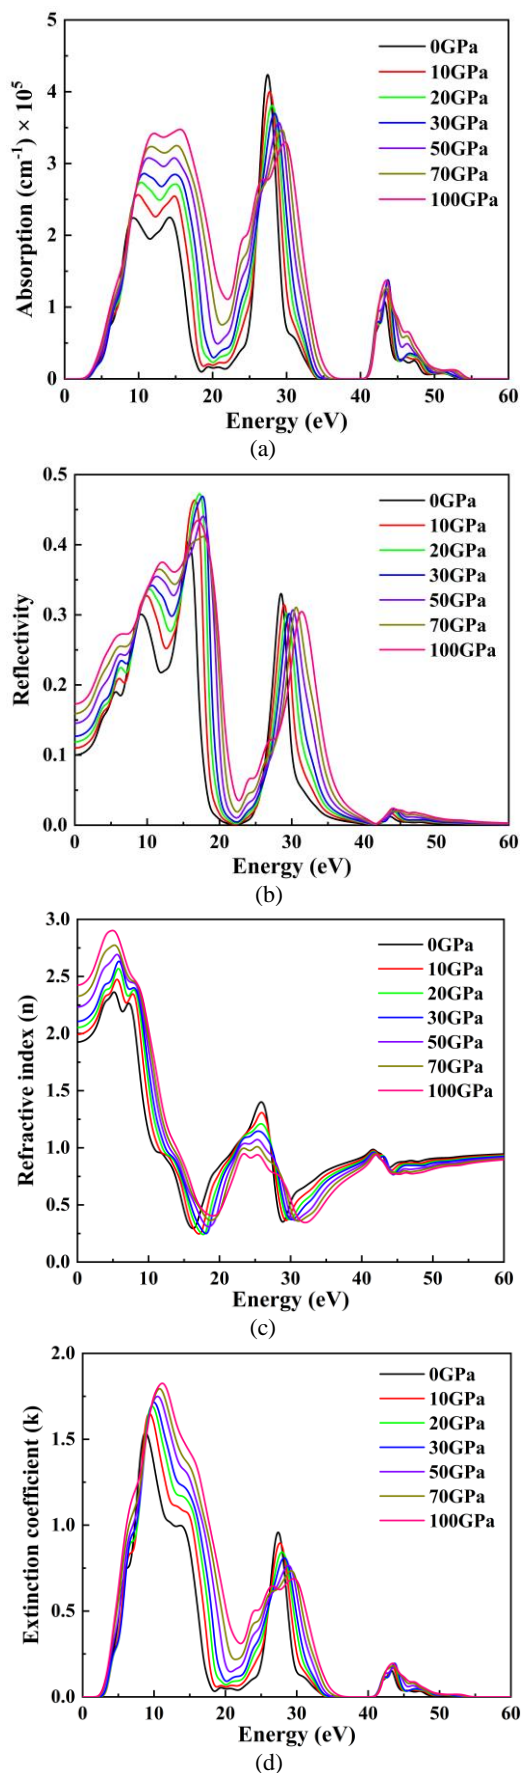 5
4
3
2
1
0
Absorption (cm⁻¹) × 10⁵
0GPa
10GPa
20GPa
30GPa
50GPa
70GPa
100GPa
0 10 20 30 40 50 60
Energy (eV)
(a)
0.5
0.4
0.3
0.2
0.1
0.0
Reflectivity
0GPa
10GPa
20GPa
30GPa
50GPa
70GPa
100GPa
0 10 20 30 40 50 60
Energy (eV)
(b)
3.0
2.5
2.0
1.5
1.0
0.5
0.0
Refractive index (n)
0GPa
10GPa
20GPa
30GPa
50GPa
70GPa
100GPa
0 10 20 30 40 50 60
Energy (eV)
(c)
2.0
1.5
1.0
0.5
0.0
Extinction coefficient (k)
0GPa
10GPa
20GPa
30GPa
50GPa
70GPa
100GPa
0 10 20 30 40 50 60
Energy (eV)
(d)